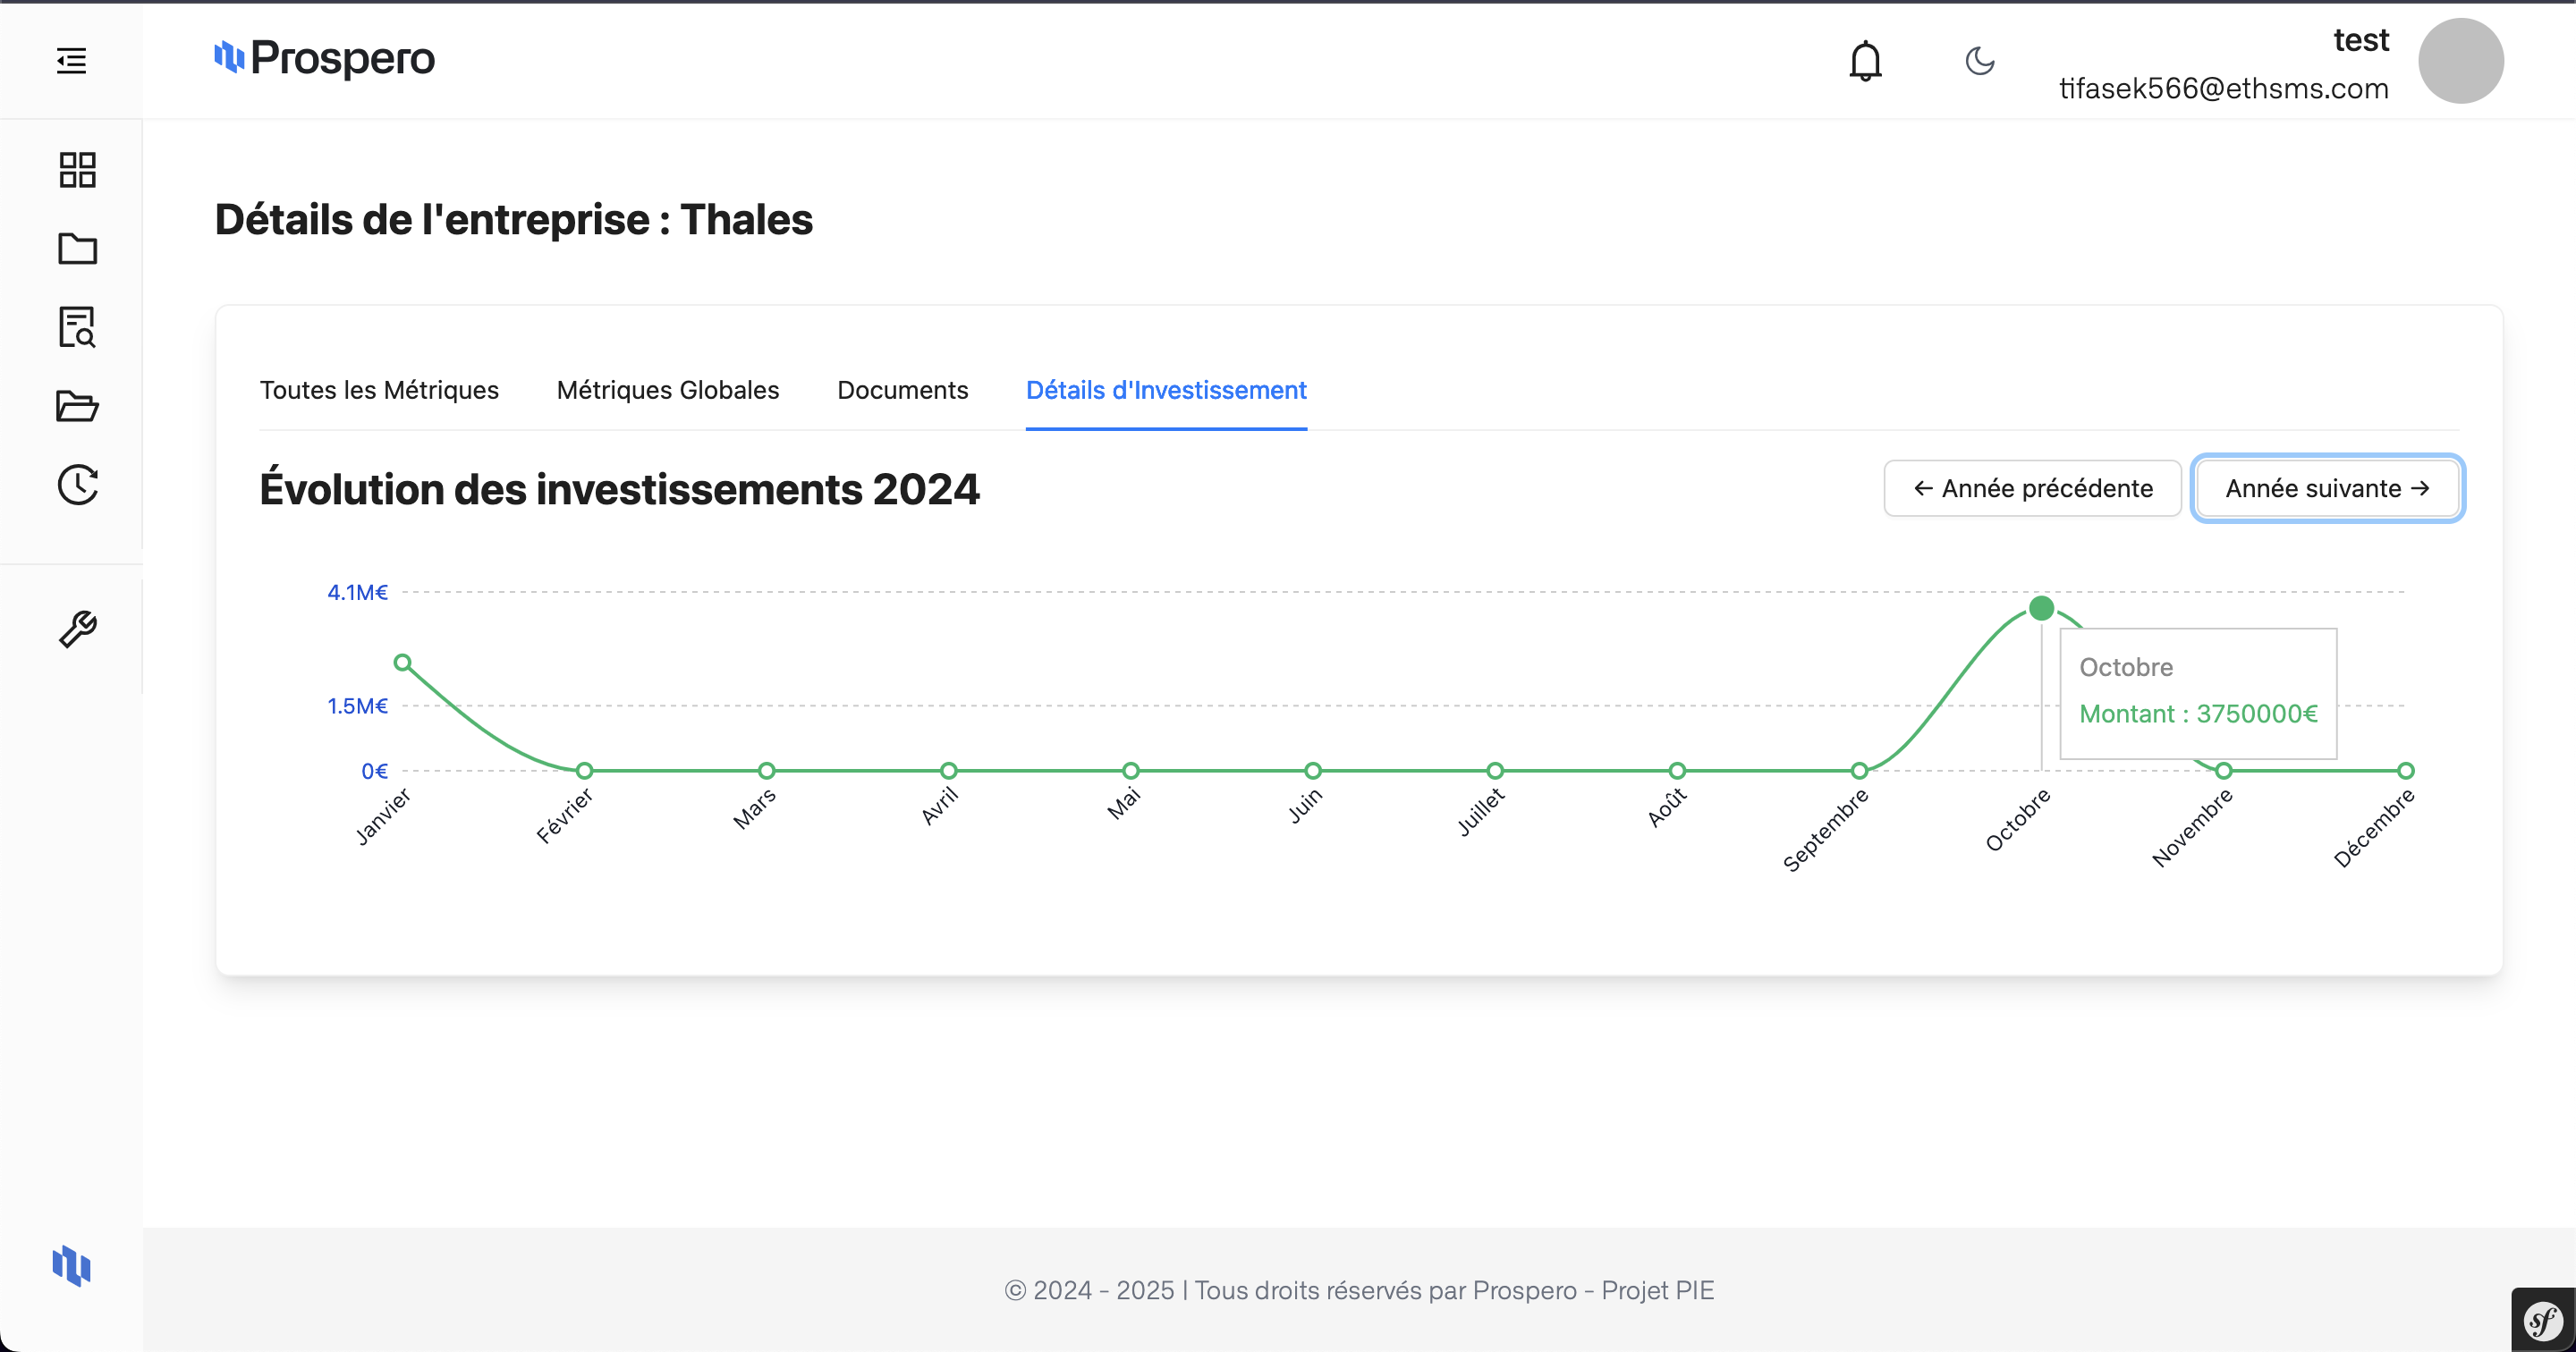 Prospero
test
tifasek566@ethsms.com
Détails de l'entreprise : Thales
Toutes les Métriques
Métriques Globales
Documents
Détails d'Investissement
Évolution des investissements 2024
← Année précédente
Année suivante →
4.1M€
1.5M€
0€
Octobre
Montant : 3750000€
Janvier
Février
Mars
Avril
Mai
Juin
Juillet
Août
Septembre
Octobre
Novembre
Décembre
© 2024 - 2025 | Tous droits réservés par Prospero - Projet PIE
sf